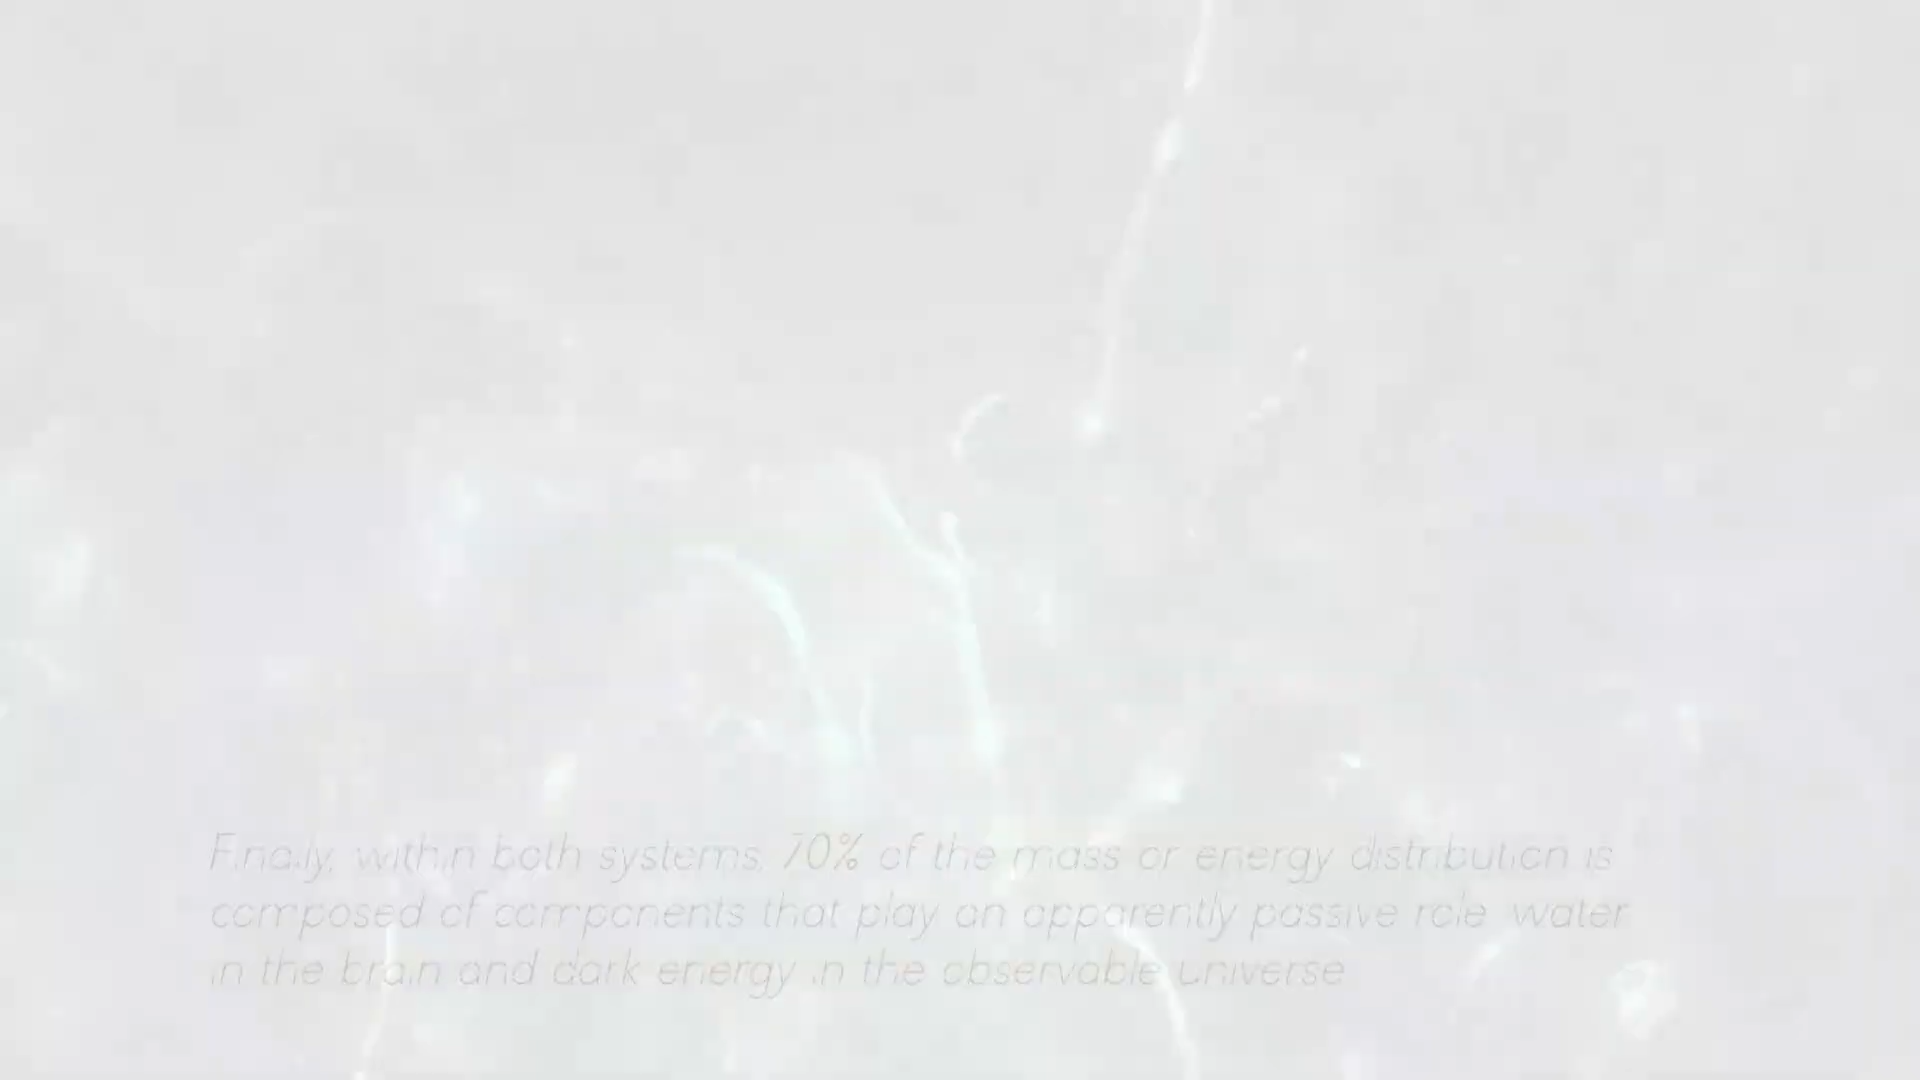 Finally, within both systems, 70% of the mass or energy distribution is
composed of components that play an apparently passive role water
in the brain and dark energy in the observable universe